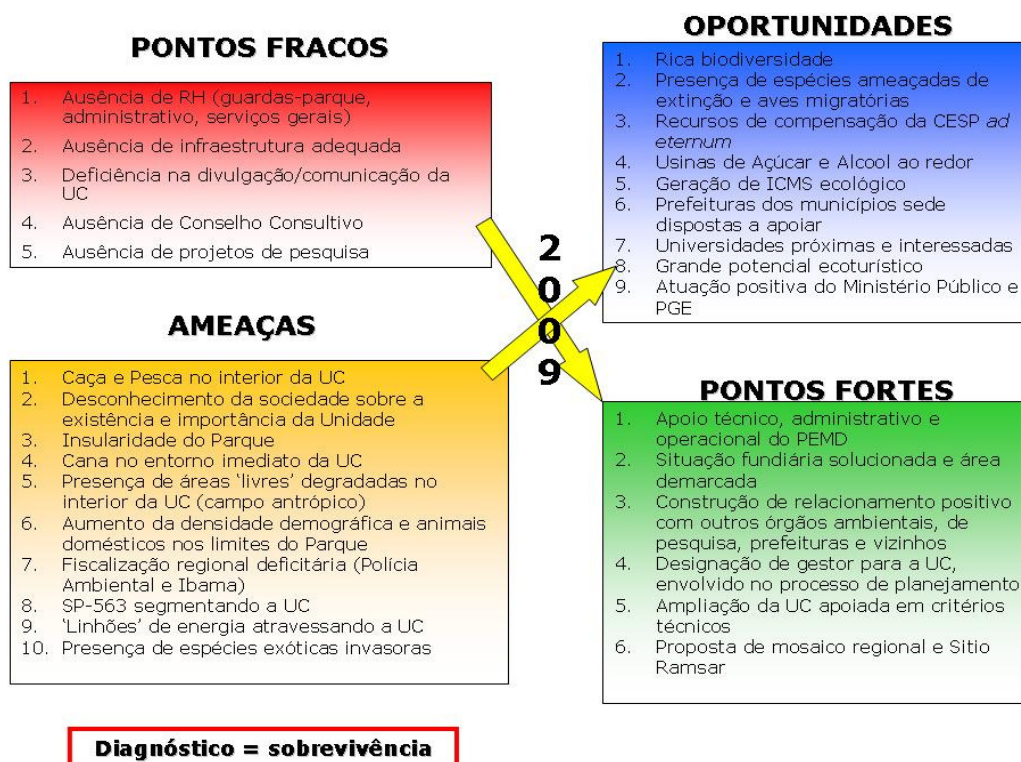 PONTOS FRACOS
1. Ausência de RH (guardas-parque,
administrativo, serviços gerais)
2. Ausência de infraestrutura adequada
3. Deficiência na divulgação/comunicação da
UC
4. Ausência de Conselho Consultivo
5. Ausência de projetos de pesquisa
OPORTUNIDADES
1. Rica biodiversidade
2. Presença de espécies ameaçadas de
extinção e aves migratórias
3. Recursos de compensação da CESP ad
eternum
4. Usinas de Açúcar e Alcool ao redor
5. Geração de ICMS ecológico
6. Prefeituras dos municípios sede
dispostas a apoiar
7. Universidades próximas e interessadas
8. Grande potencial ecoturístico
9. Atuação positiva do Ministério Público e
PGE
2
0
0
9
AMEAÇAS
1. Caça e Pesca no interior da UC
2. Desconhecimento da sociedade sobre a
existência e importância da Unidade
3. Insularidade do Parque
4. Cana no entorno imediato da UC
5. Presença de áreas 'livres' degradadas no
interior da UC (campo antrópico)
6. Aumento da densidade demográfica e animais
domésticos nos limites do Parque
7. Fiscalização regional deficitária (Polícia
Ambiental e Ibama)
8. SP-563 segmentando a UC
9. 'Linhões' de energia atravessando a UC
10. Presença de espécies exóticas invasoras
PONTOS FORTES
1. Apoio técnico, administrativo e
operacional do PEMD
2. Situação fundiária solucionada e área
demarcada
3. Construção de relacionamento positivo
com outros órgãos ambientais, de
pesquisa, prefeituras e vizinhos
4. Designação de gestor para a UC,
envolvido no processo de planejamento
5. Ampliação da UC apoiada em critérios
técnicos
6. Proposta de mosaico regional e Sitio
Ramsar
Diagnóstico = sobrevivência